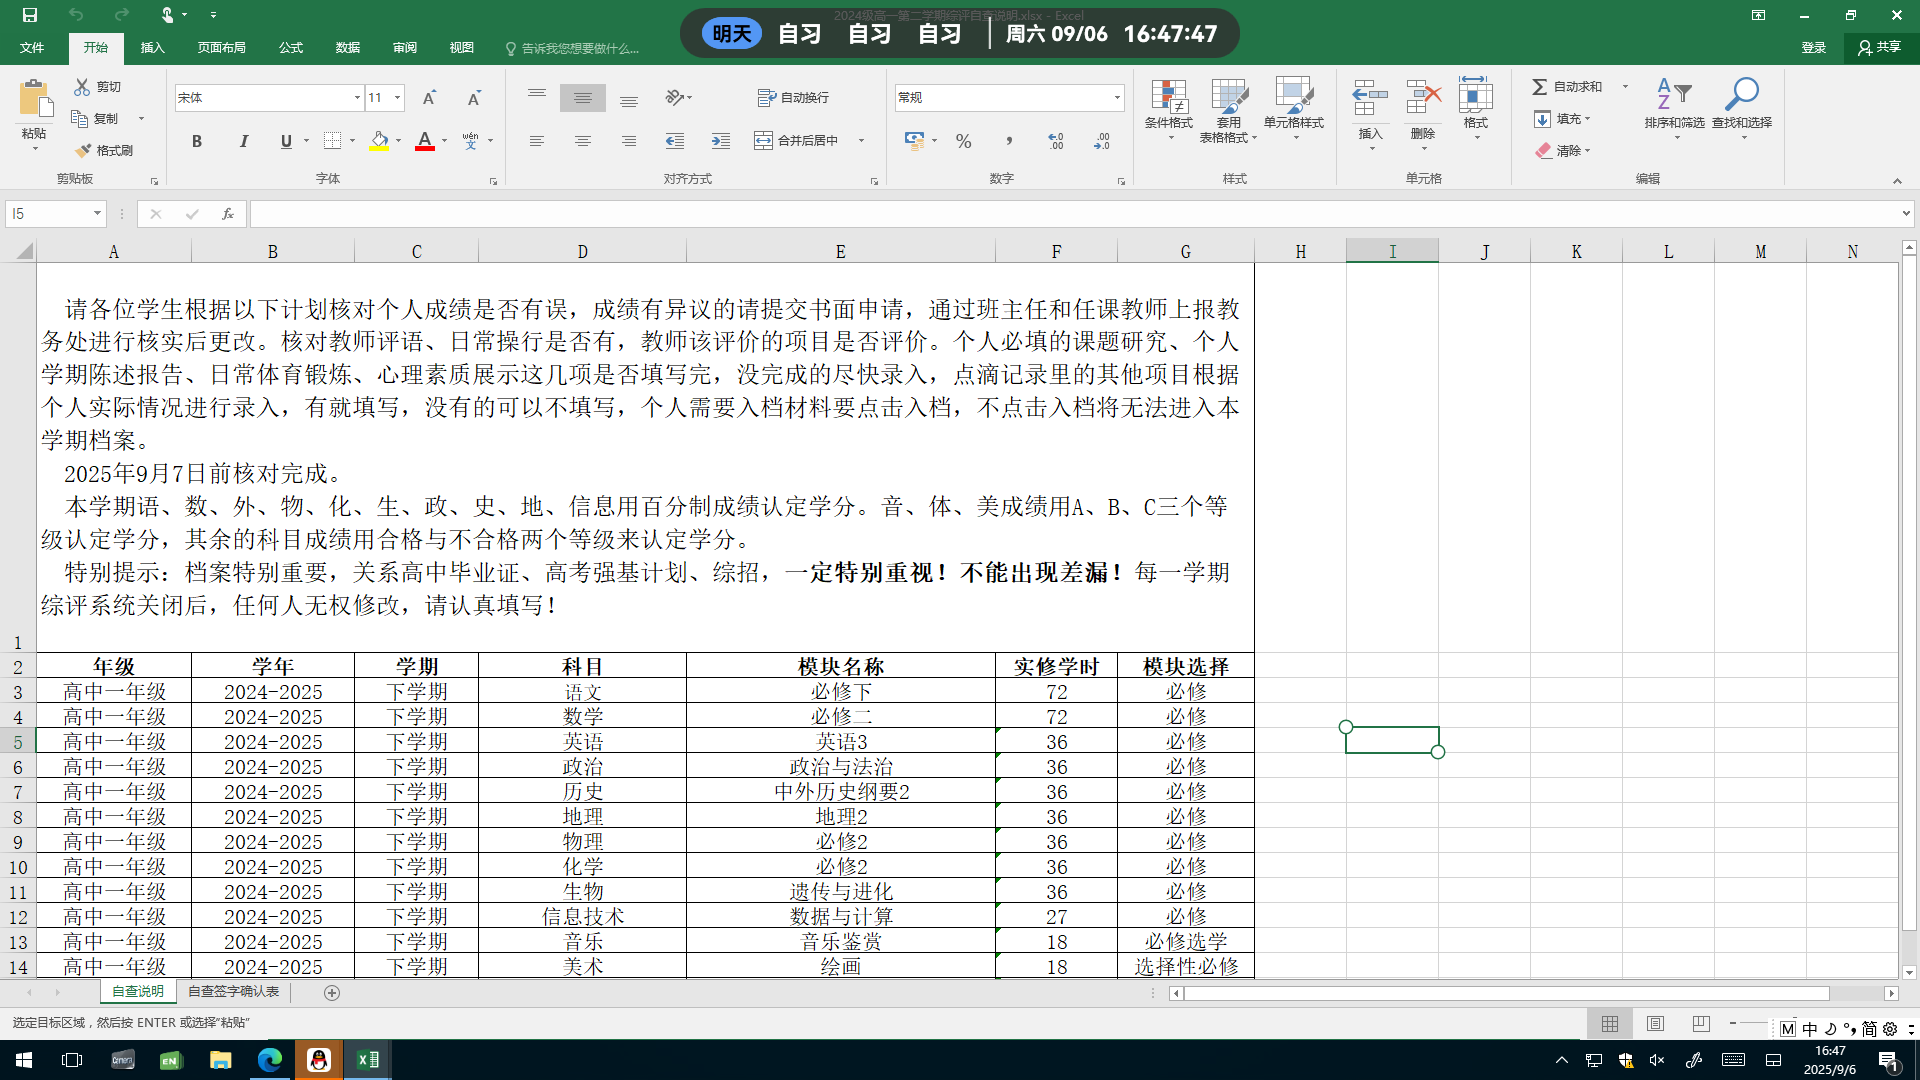 2024级高一第二学期综评自查说明.xlsx - Excel
明天 自习 自习 自习 周六 09/06 16:47:47
文件 开始 插入 页面布局 公式 数据 审阅 视图 告诉我您想要做什么... 登录 共享
粘贴 剪切 复制 格式刷 剪贴板
宋体 11 A A B I U A wén 文 字体
自动换行 合并后居中 对齐方式
常规 % , .0 .00 数字
条件格式 套用表格格式 单元格样式 样式
插入 删除 格式 单元格
自动求和 填充 清除 排序和筛选 查找和选择 编辑
I5 fx
A B C D E F G H I J K L M N
请各位学生根据以下计划核对个人成绩是否有误，成绩有异议的请提交书面申请，通过班主任和任课教师上报教
务处进行核实后更改。核对教师评语、日常操行是否有，教师该评价的项目是否评价。个人必填的课题研究、个人
学期陈述报告、日常体育锻炼、心理素质展示这几项是否填写完，没完成的尽快录入，点滴记录里的其他项目根据
个人实际情况进行录入，有就填写，没有的可以不填写，个人需要入档材料要点击入档，不点击入档将无法进入本
学期档案。
2025年9月7日前核对完成。
本学期语、数、外、物、化、生、政、史、地、信息用百分制成绩认定学分。音、体、美成绩用A、B、C三个等
级认定学分，其余的科目成绩用合格与不合格两个等级来认定学分。
特别提示：档案特别重要，关系高中毕业证、高考强基计划、综招，一定特别重视！不能出现差漏！每一学期
综评系统关闭后，任何人无权修改，请认真填写！
1
2 年级 学年 学期 科目 模块名称 实修学时 模块选择
3 高中一年级 2024-2025 下学期 语文 必修下 72 必修
4 高中一年级 2024-2025 下学期 数学 必修二 72 必修
5 高中一年级 2024-2025 下学期 英语 英语3 36 必修
6 高中一年级 2024-2025 下学期 政治 政治与法治 36 必修
7 高中一年级 2024-2025 下学期 历史 中外历史纲要2 36 必修
8 高中一年级 2024-2025 下学期 地理 地理2 36 必修
9 高中一年级 2024-2025 下学期 物理 必修2 36 必修
10 高中一年级 2024-2025 下学期 化学 必修2 36 必修
11 高中一年级 2024-2025 下学期 生物 遗传与进化 36 必修
12 高中一年级 2024-2025 下学期 信息技术 数据与计算 27 必修
13 高中一年级 2024-2025 下学期 音乐 音乐鉴赏 18 必修选学
14 高中一年级 2024-2025 下学期 美术 绘画 18 选择性必修
自查说明 自查签字确认表
选定目标区域，然后按 ENTER 或选择"粘贴"
M 中 简
EN 16:47
2025/9/6 1